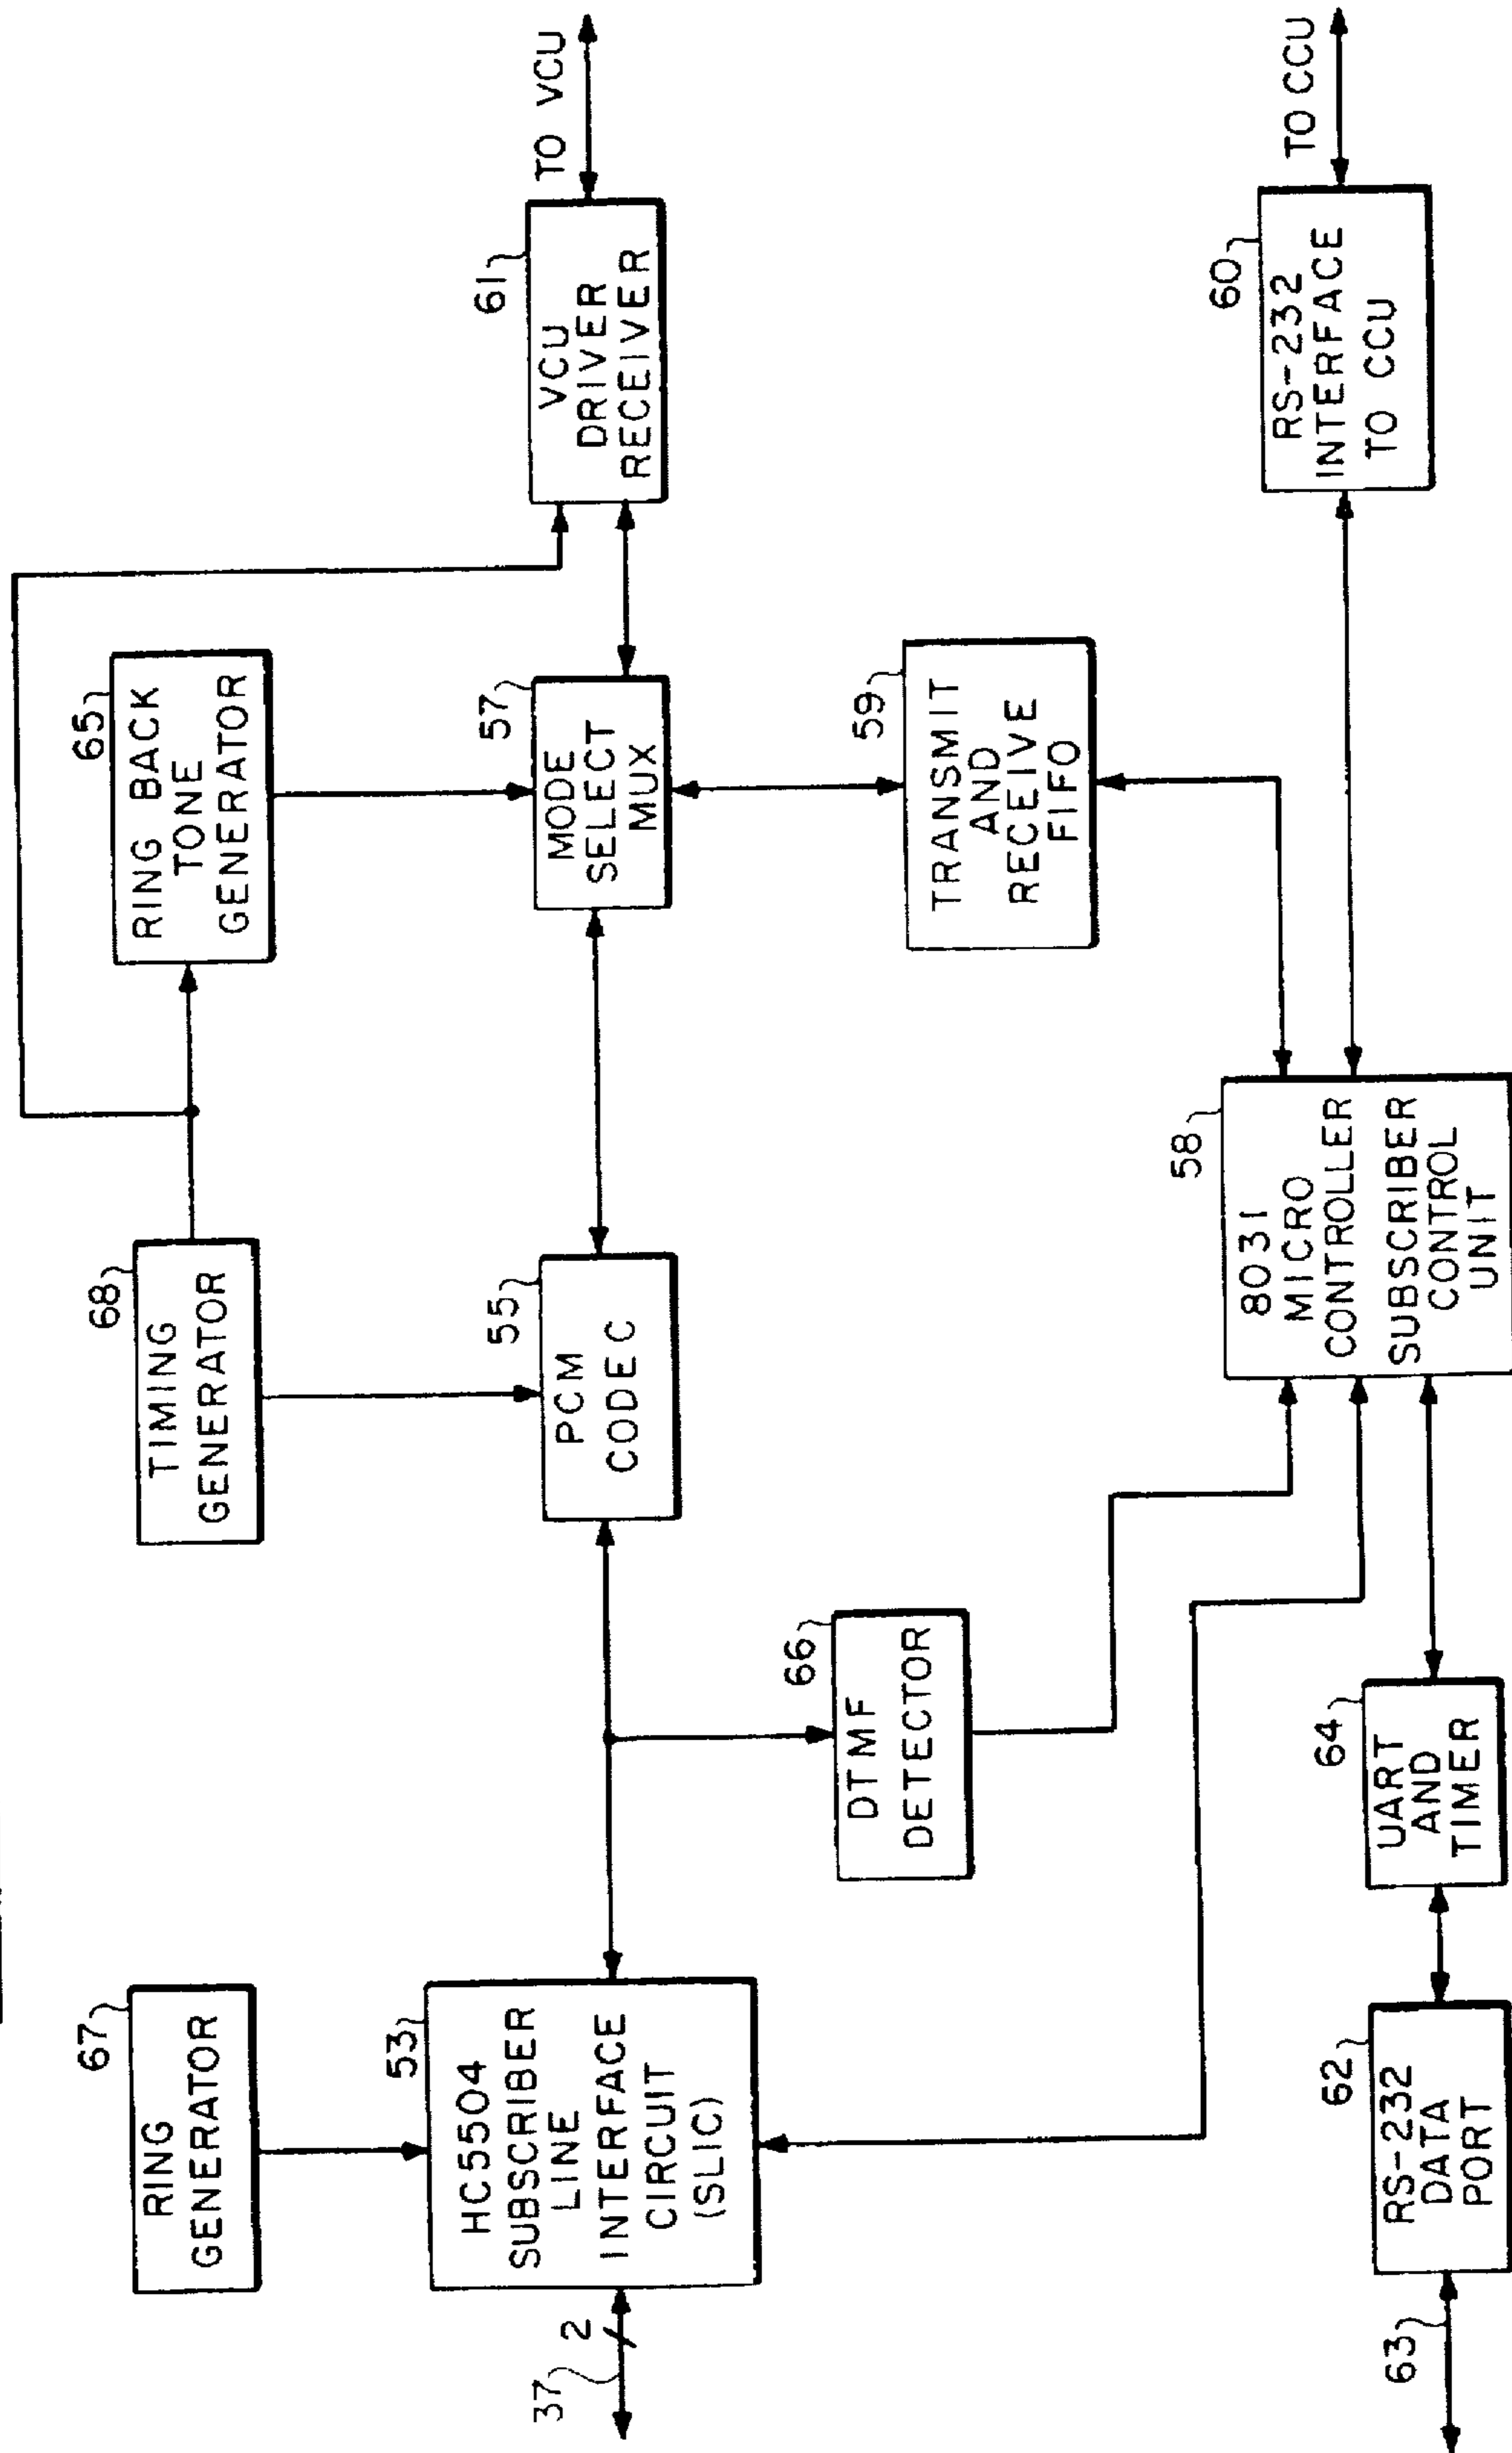 67
RING
GENERATOR
68
TIMING
GENERATOR
65
RING BACK
TONE
GENERATOR
37
2
53
HC5504
SUBSCRIBER
LINE
INTERFACE
CIRCUIT
(SLIC)
55
PCM
CODEC
57
MODE
SELECT
MUX
61
VCU
DRIVER
RECEIVER
TO VCU
66
DTMF
DETECTOR
59
TRANSMIT
AND
RECEIVE
FIFO
63
62
RS-232
DATA
PORT
64
UART
AND
TIMER
58
8031
MICRO
CONTROLLER
SUBSCRIBER
CONTROL
UNIT
60
RS-232
INTERFACE
TO CCU
TO CCU